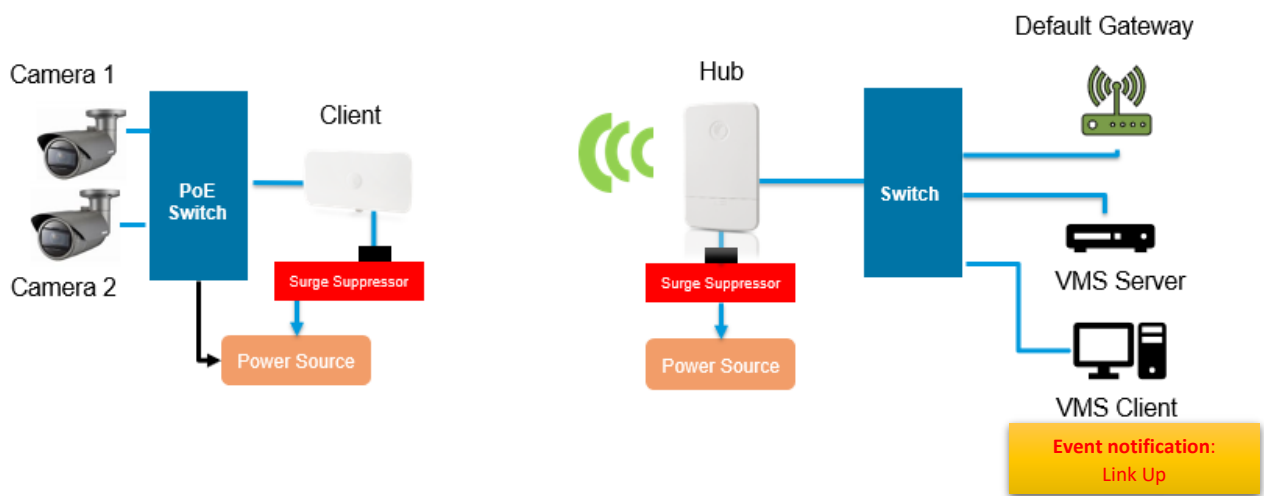 Default Gateway
Camera 1
Hub
Client
PoE
Switch
Switch
Surge Suppressor
Surge Suppressor
Camera 2
VMS Server
Power Source
Power Source
VMS Client
Event notification:
Link Up